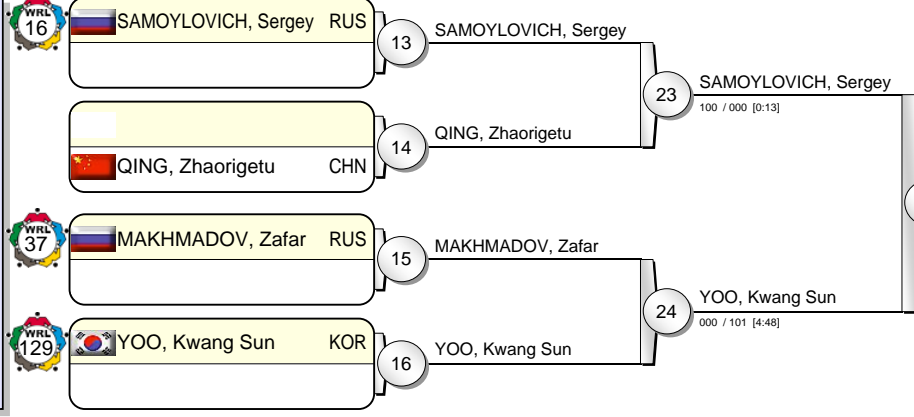 WRL
16
SAMOYLOVICH, Sergey RUS
13
SAMOYLOVICH, Sergey
23
SAMOYLOVICH, Sergey
100 / 000 [0:13]
14
QING, Zhaorigetu
QING, Zhaorigetu CHN
WRL
37
MAKHMADOV, Zafar RUS
15
MAKHMADOV, Zafar
24
YOO, Kwang Sun
000 / 101 [4:48]
WRL
129
YOO, Kwang Sun KOR
16
YOO, Kwang Sun